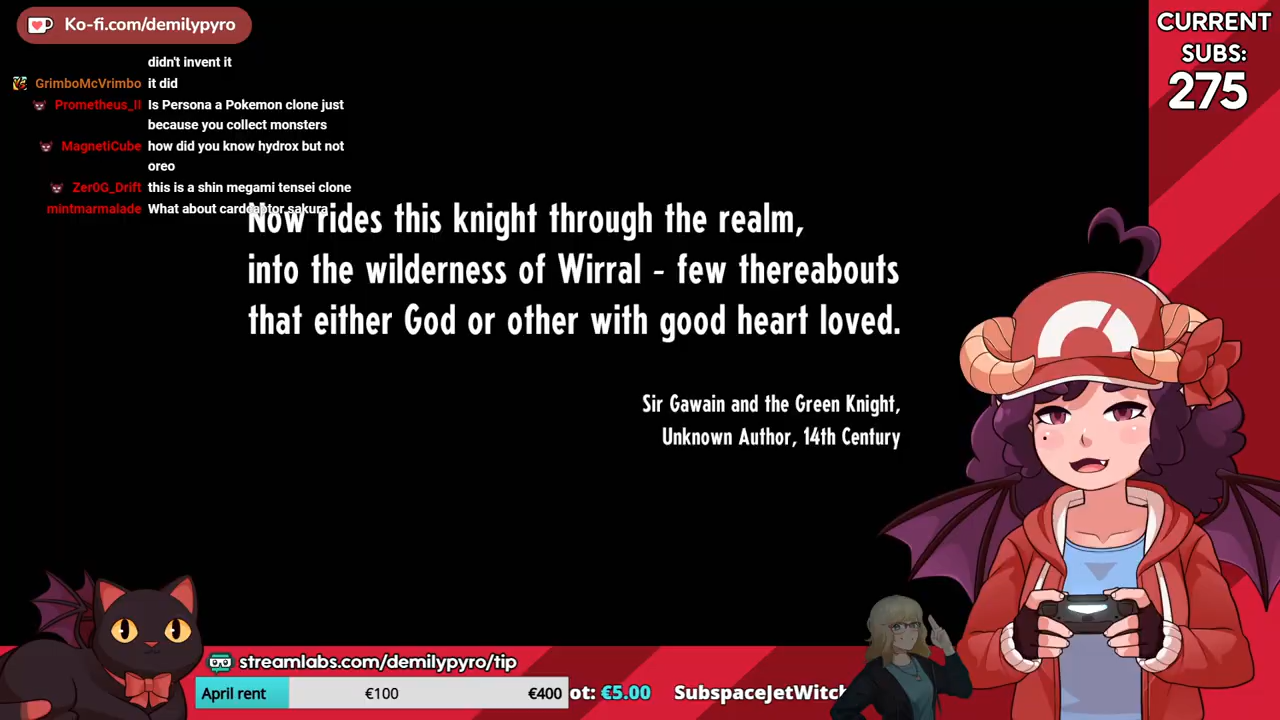 Ko-fi.com/demilypyro
didn't invent it
GrimboMcVrimbo it did
Prometheus_II Is Persona a Pokemon clone just
because you collect monsters
MagnetiCube how did you know hydrox but not
oreo
Zer0G_Drift this is a shin megami tensei clone
mintmarmalade What about cardcaptor sakura
Now rides this knight through the realm,
into the wilderness of Wirral - few thereabouts
that either God or other with good heart loved.
Sir Gawain and the Green Knight,
Unknown Author, 14th Century
CURRENT
SUBS:
275
streamlabs.com/demilypyro/tip
April rent €100 €400
ot: €5.00 SubspaceJetWitch